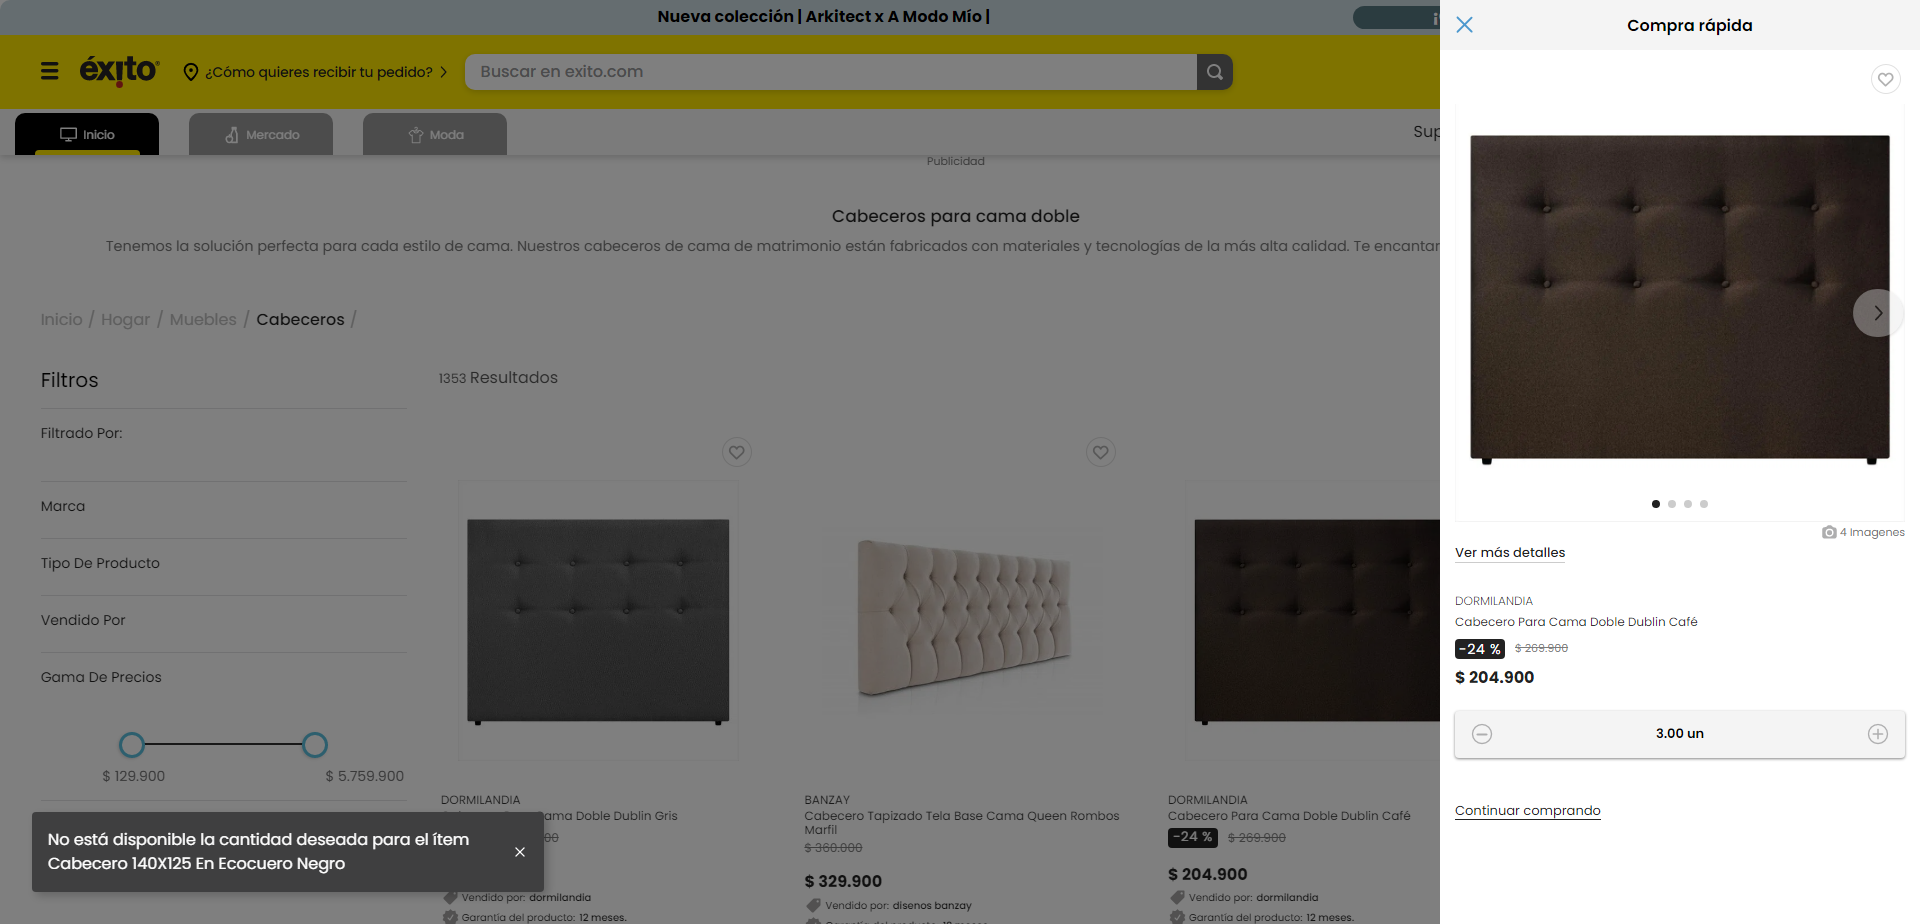 Nueva colección | Arkitect x A Modo Mío |
éxito
¿Cómo quieres recibir tu pedido?
Buscar en exito.com
Inicio
Mercado
Moda
Sup
Publicidad
Cabeceros para cama doble
Tenemos la solución perfecta para cada estilo de cama. Nuestros cabeceros de cama de matrimonio están fabricados con materiales y tecnologías de la más alta calidad. Te encantar
Inicio / Hogar / Muebles / Cabeceros /
Filtros
1353 Resultados
Filtrado Por:
Marca
Tipo De Producto
Vendido Por
Gama De Precios
$ 129.900
$ 5.759.900
DORMILANDIA
ama Doble Dublin Gris
00
Vendido por: dormilandia
Garantía del producto: 12 meses.
BANZAY
Cabecero Tapizado Tela Base Cama Queen Rombos
Marfil
$ 360.000
$ 329.900
Vendido por: disenos banzay
DORMILANDIA
Cabecero Para Cama Doble Dublin Café
-24 % $ 269.900
$ 204.900
Vendido por: dormilandia
Garantía del producto: 12 meses.
No está disponible la cantidad deseada para el ítem
Cabecero 140X125 En Ecocuero Negro
Compra rápida
4 Imagenes
Ver más detalles
DORMILANDIA
Cabecero Para Cama Doble Dublin Café
-24 % $ 269.900
$ 204.900
3.00 un
Continuar comprando